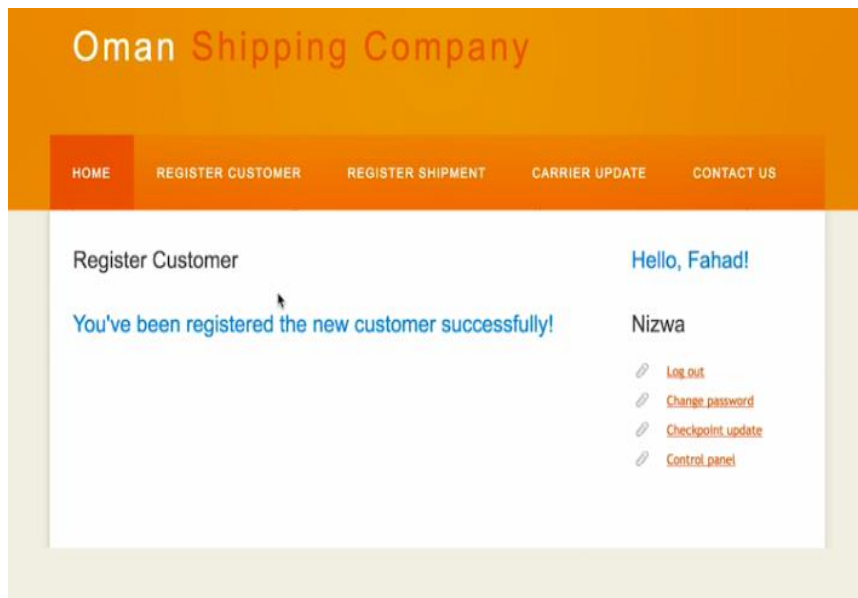 Oman Shipping Company
HOME REGISTER CUSTOMER REGISTER SHIPMENT CARRIER UPDATE CONTACT US
Register Customer
You've been registered the new customer successfully!
Hello, Fahad!
Nizwa
Log out
Change password
Checkpoint update
Control panel